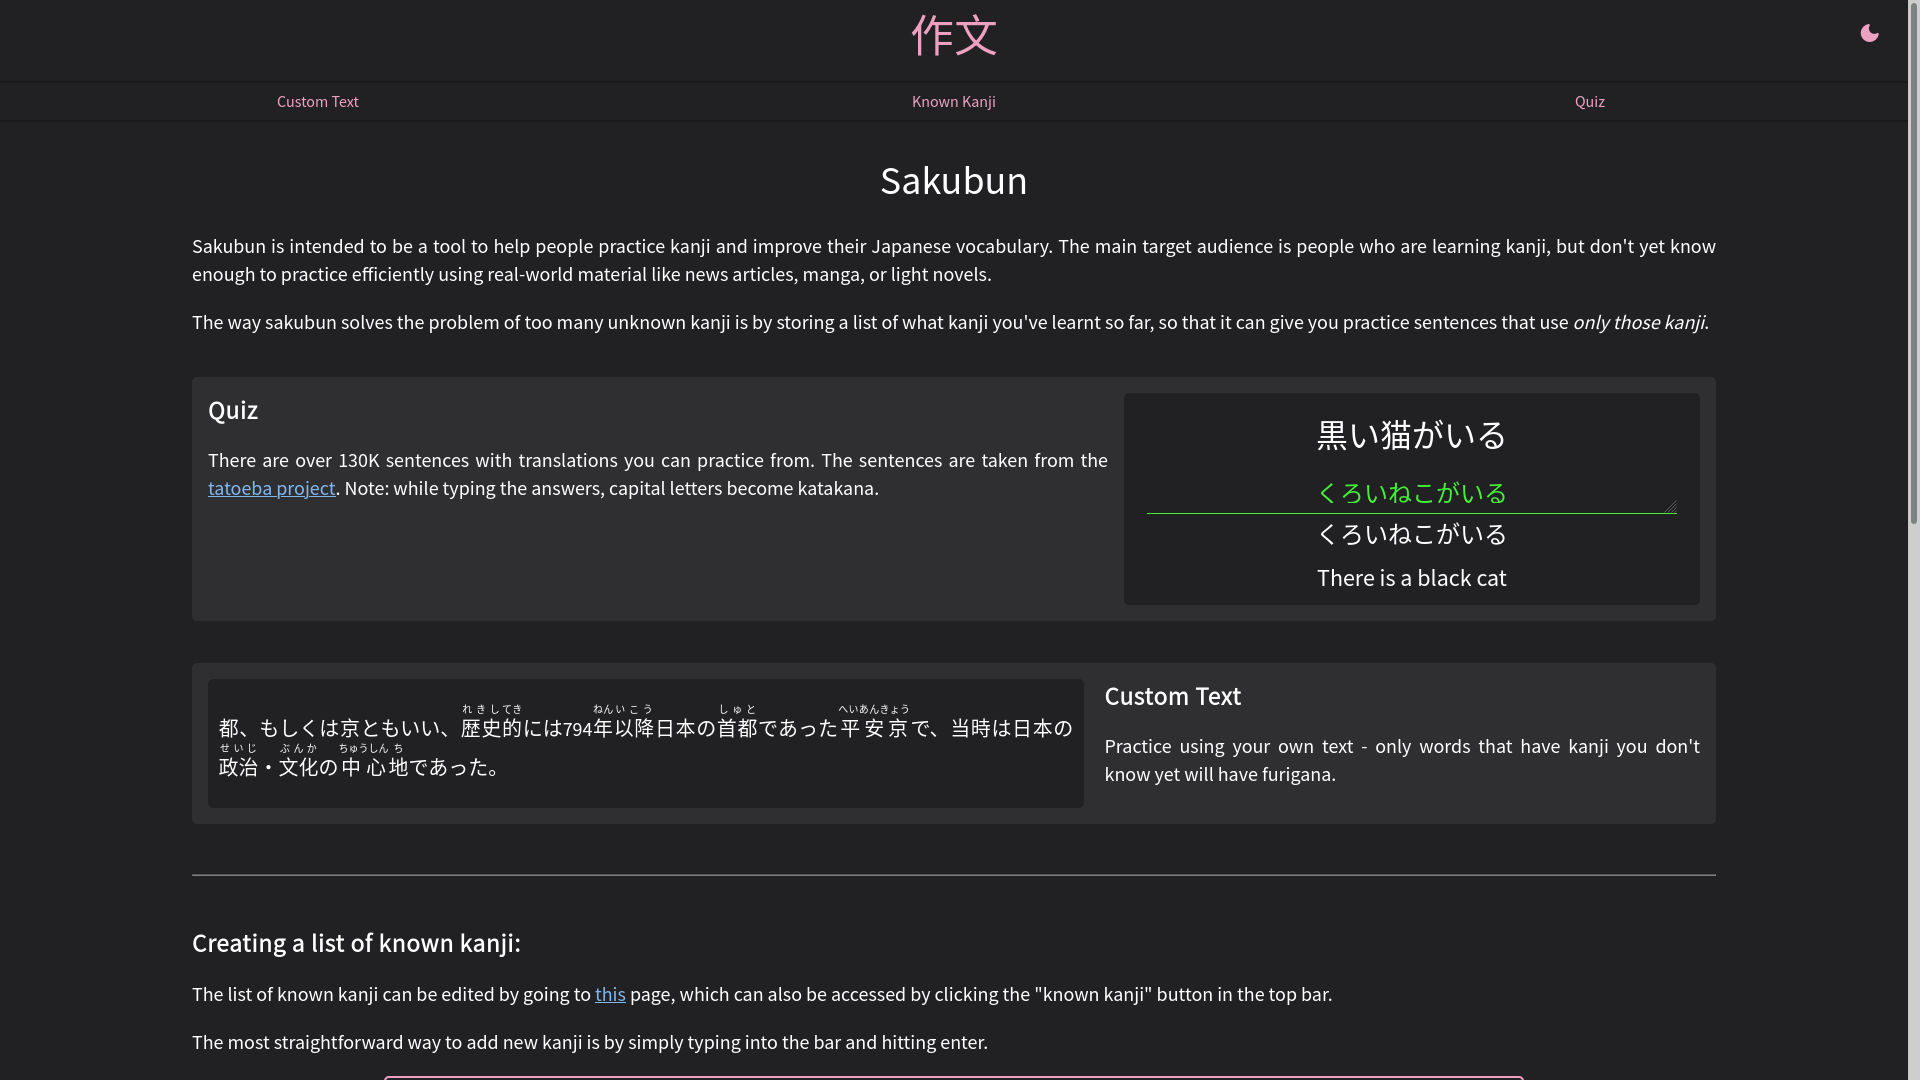 作文
Custom Text
Known Kanji
Quiz
Sakubun
Sakubun is intended to be a tool to help people practice kanji and improve their Japanese vocabulary. The main target audience is people who are learning kanji, but don't yet know
enough to practice efficiently using real-world material like news articles, manga, or light novels.
The way sakubun solves the problem of too many unknown kanji is by storing a list of what kanji you've learnt so far, so that it can give you practice sentences that use only those kanji.
Quiz
There are over 130K sentences with translations you can practice from. The sentences are taken from the
tatoeba project. Note: while typing the answers, capital letters become katakana.
黒い猫がいる
くろいねこがいる
くろいねこがいる
There is a black cat
れきしてき ねんいこう しゅと へいあんきょう
都、もしくは京ともいい、歴史的には794年以降日本の首都であった平安京で、当時は日本の
せいじ ぶんか ちゅうしんち
政治・文化の中心地であった。
Custom Text
Practice using your own text - only words that have kanji you don't
know yet will have furigana.
Creating a list of known kanji:
The list of known kanji can be edited by going to this page, which can also be accessed by clicking the "known kanji" button in the top bar.
The most straightforward way to add new kanji is by simply typing into the bar and hitting enter.